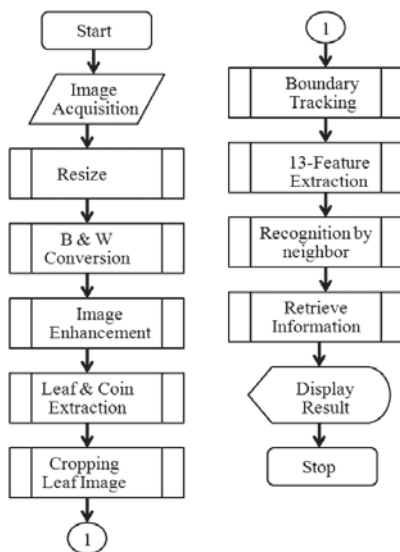 Start
Image
Acquisition
Resize
B & W
Conversion
Image
Enhancement
Leaf & Coin
Extraction
Cropping
Leaf Image
1
1
Boundary
Tracking
13-Feature
Extraction
Recognition by
neighbor
Retrieve
Information
Display
Result
Stop